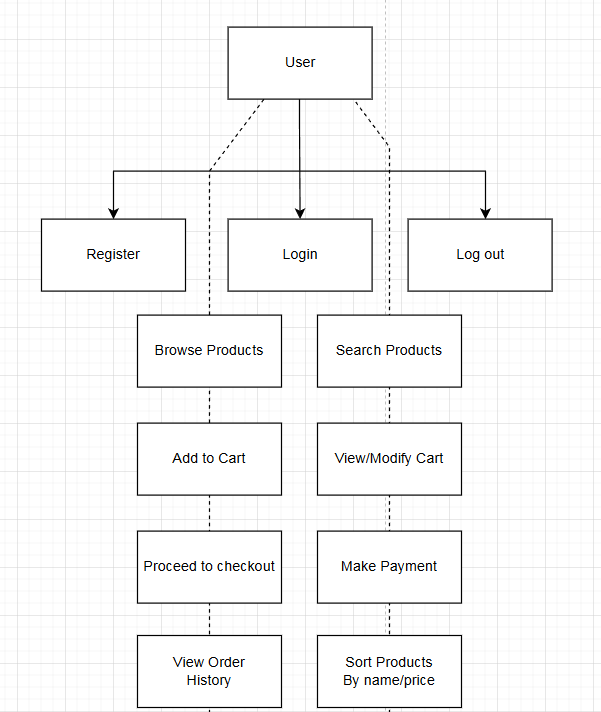 User
Register
Login
Log out
Browse Products
Search Products
Add to Cart
View/Modify Cart
Proceed to checkout
Make Payment
View Order
History
Sort Products
By name/price